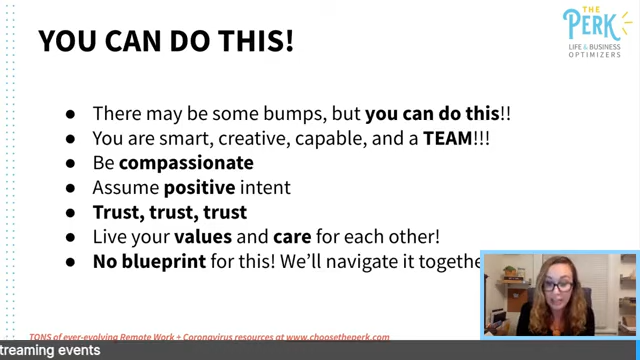 THE
PERK
LIFE & BUSINESS
OPTIMIZERS
YOU CAN DO THIS!
● There may be some bumps, but you can do this!!
● You are smart, creative, capable, and a TEAM!!!
● Be compassionate
● Assume positive intent
● Trust, trust, trust
● Live your values and care for each other!
● No blueprint for this! We'll navigate it togethe
TONS of ever-evolving Remote Work + Coronavirus resources at www.choosetheperk.com
treaming events